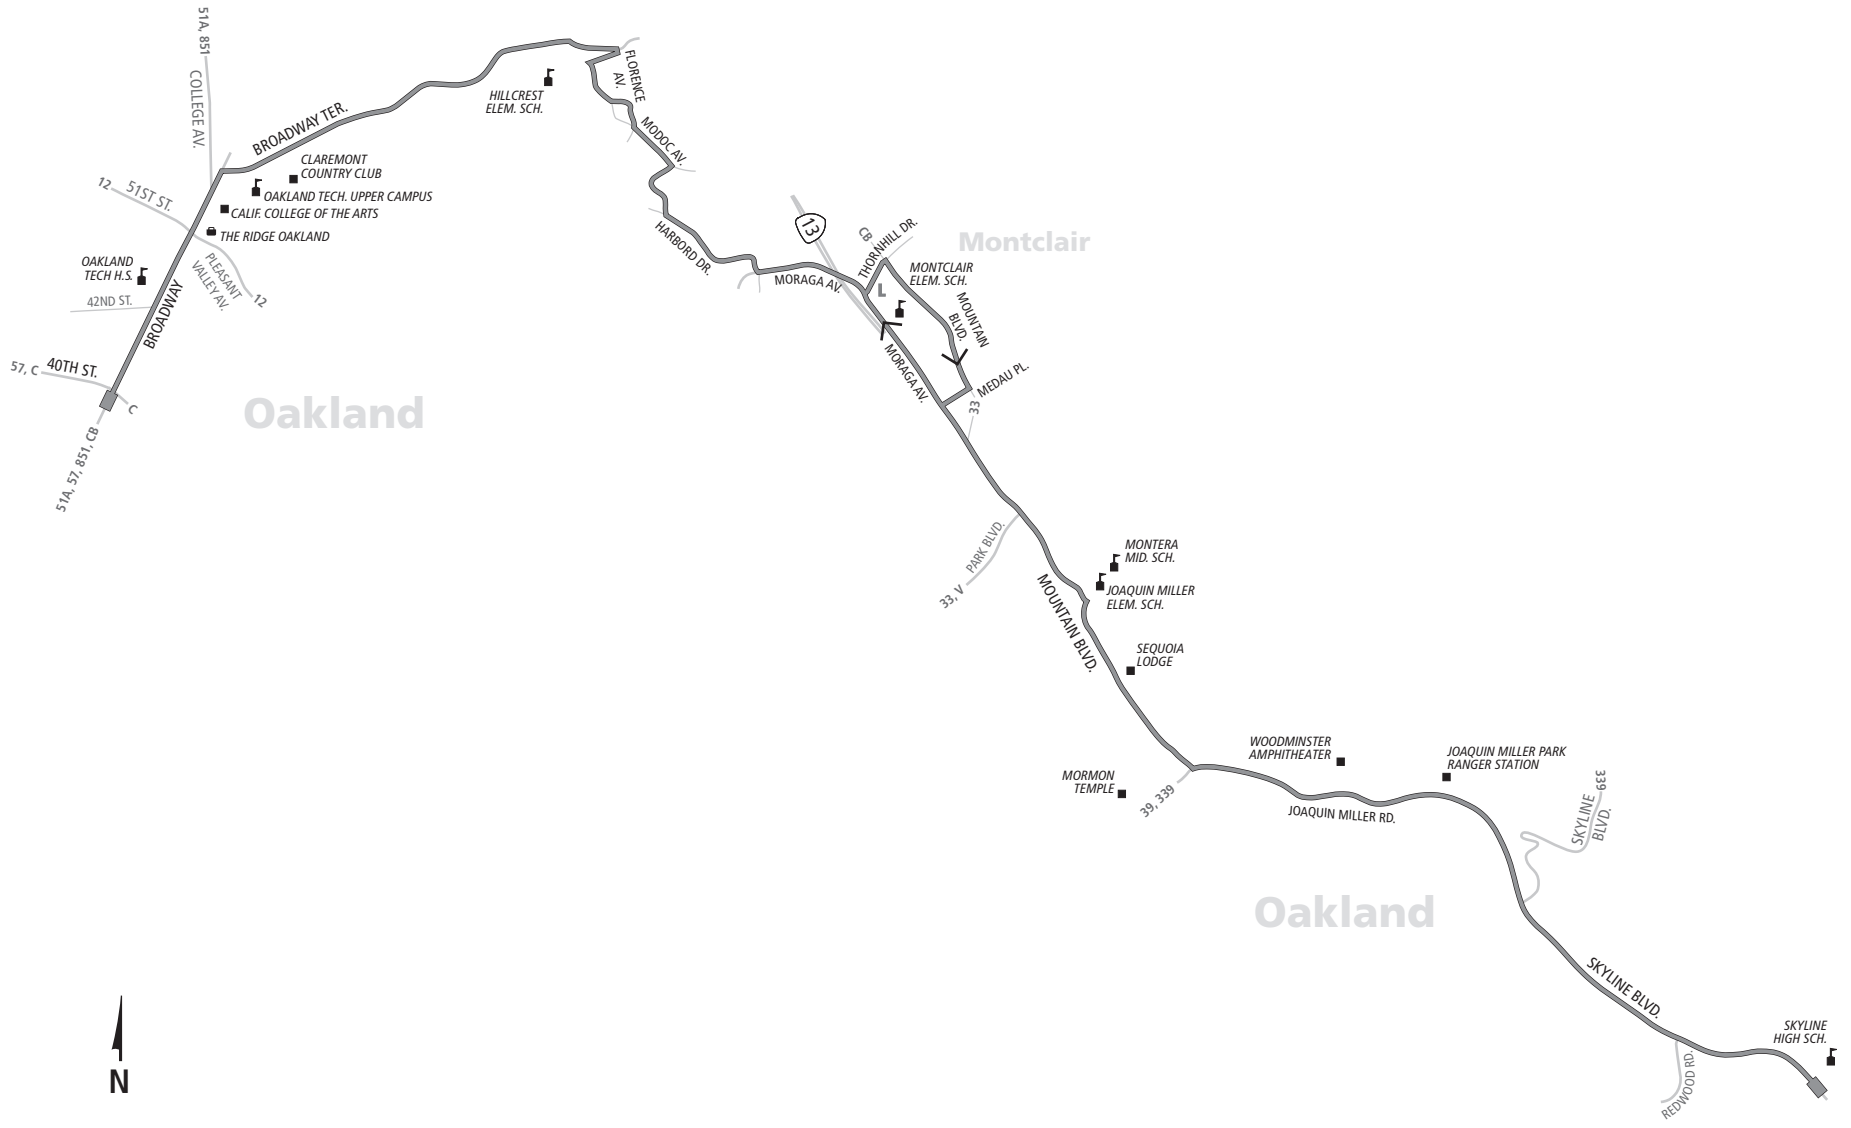 51A, 851
COLLEGE AV.
BROADWAY TER.
HILLCREST
ELEM. SCH.
FLORENCE
AV.
MODOC AV.
CLAREMONT
COUNTRY CLUB
OAKLAND TECH. UPPER CAMPUS
CALIF. COLLEGE OF THE ARTS
THE RIDGE OAKLAND
12
51ST ST.
OAKLAND
TECH H.S.
PLEASANT
VALLEY AV.
12
42ND ST.
BROADWAY
57, C
40TH ST.
C
51A, 57, 851, CB
Oakland
HARBORD DR.
MORAGA AV.
13
CB
THORNHILL DR.
Montclair
MONTCLAIR
ELEM. SCH.
L
MOUNTAIN
BLVD.
MORAGA AV.
MEDAU PL.
33
PARK BLVD.
33, V
MONTERA
MID. SCH.
JOAQUIN MILLER
ELEM. SCH.
MOUNTAIN BLVD.
SEQUOIA
LODGE
MORMON
TEMPLE
39, 339
WOODMINSTER
AMPHITHEATER
JOAQUIN MILLER PARK
RANGER STATION
JOAQUIN MILLER RD.
339
SKYLINE
BLVD.
Oakland
SKYLINE BLVD.
SKYLINE
HIGH SCH.
REDWOOD RD.
N